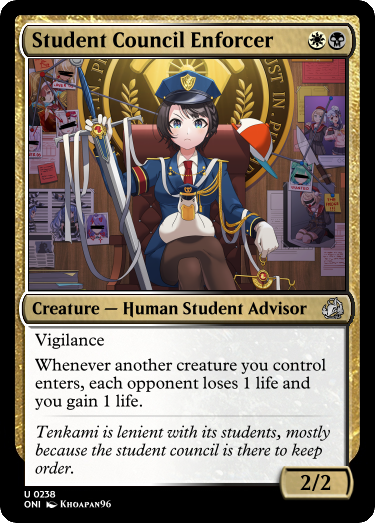 Student Council Enforcer
Creature — Human Student Advisor
Vigilance
Whenever another creature you control
enters, each opponent loses 1 life and
you gain 1 life.
Tenkami is lenient with its students, mostly
because the student council is there to keep
order.
2/2
U 0238
ONI Khoapan96